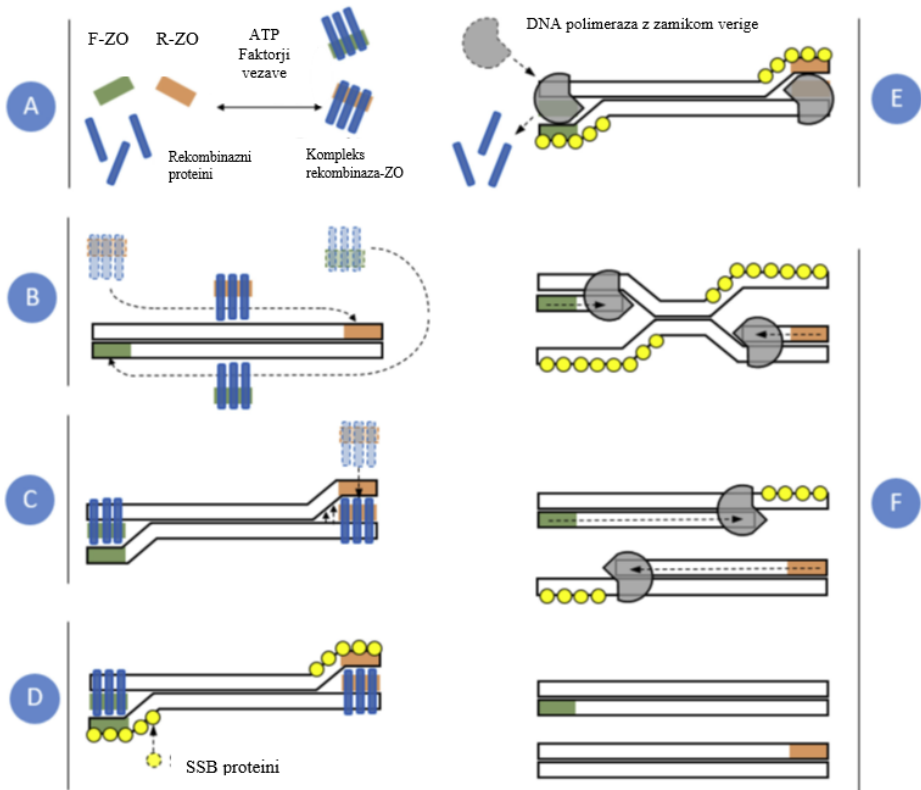 A
F-ZO
R-ZO
ATP
Faktorji
vezave
Rekombinazni
proteini
Kompleks
rekombinaza-ZO
B
C
D
SSB proteini
DNA polimeraza z zamikom verige
E
F